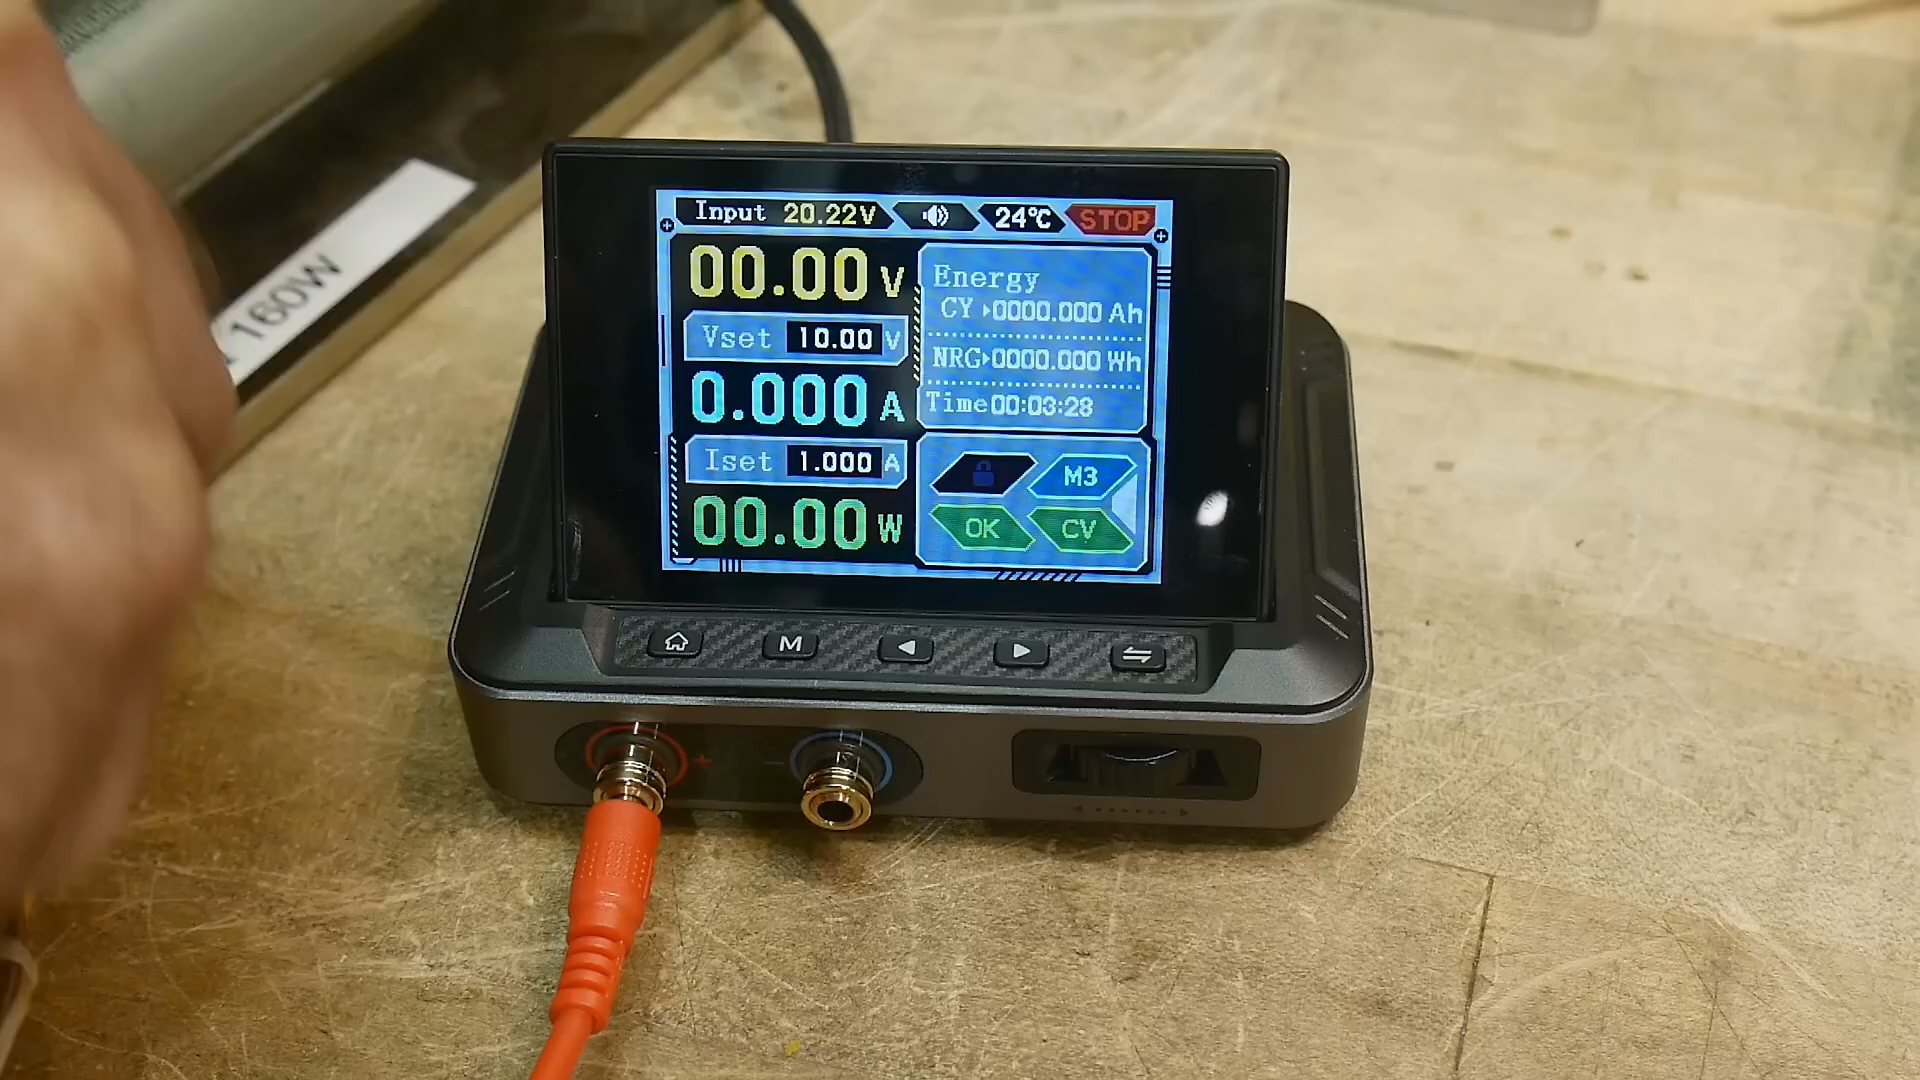 160W
Input 20.22V 24℃ STOP
00.00 V
Vset 10.00 V
0.000 A
Iset 1.000 A
00.00 W
Energy
CY 0000.000 Ah
NRG 0000.000 Wh
Time 00:03:28
M3
OK CV
M
+ -